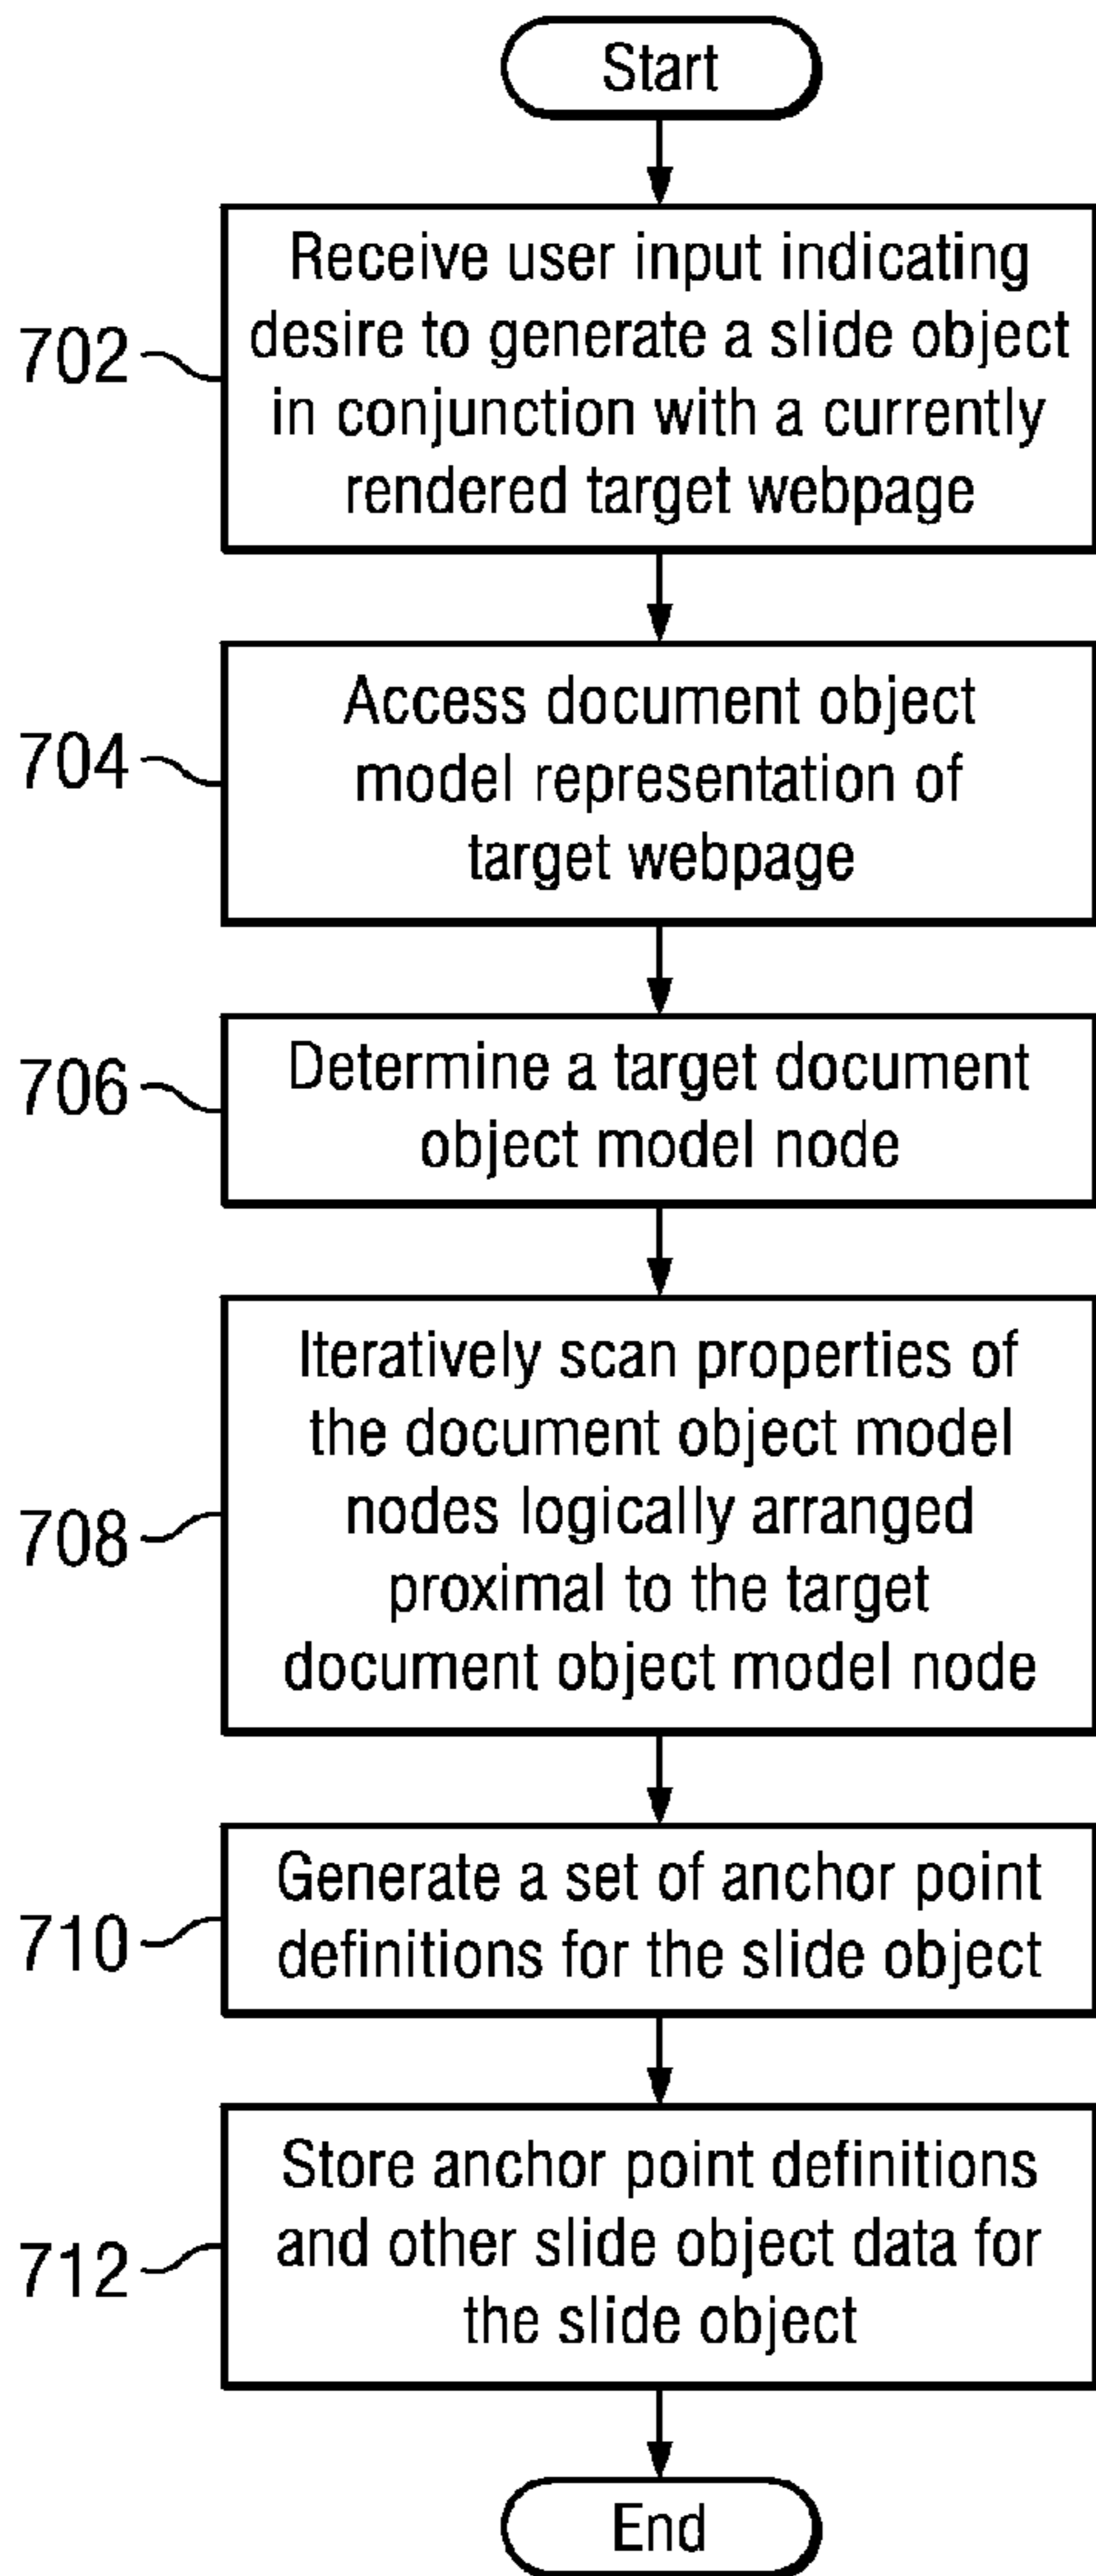 Start
Receive user input indicating
desire to generate a slide object
in conjunction with a currently
rendered target webpage
702
Access document object
model representation of
target webpage
704
Determine a target document
object model node
706
Iteratively scan properties of
the document object model
nodes logically arranged
proximal to the target
document object model node
708
Generate a set of anchor point
definitions for the slide object
710
Store anchor point definitions
and other slide object data for
the slide object
712
End